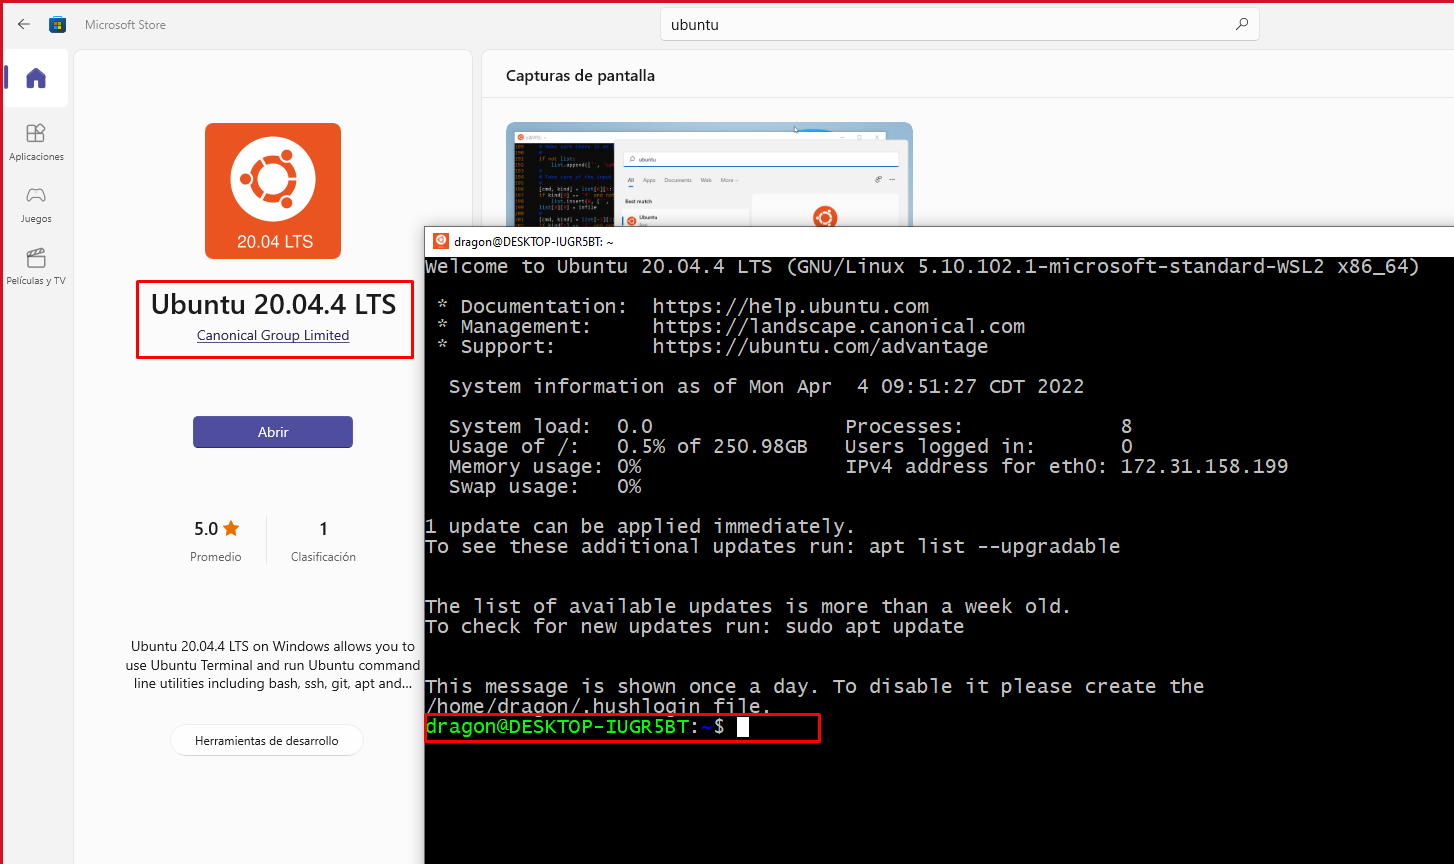 Microsoft Store
ubuntu
Aplicaciones
Juegos
Películas y TV
20.04 LTS
Ubuntu 20.04.4 LTS
Canonical Group Limited
Abrir
5.0
Promedio
1
Clasificación
Ubuntu 20.04.4 LTS on Windows allows you to
use Ubuntu Terminal and run Ubuntu command
line utilities including bash, ssh, git, apt and...
Herramientas de desarrollo
Capturas de pantalla
ubuntu
All Apps Documents Web More
Best match
Ubuntu
dragon@DESKTOP-IUGR5BT: ~
Welcome to Ubuntu 20.04.4 LTS (GNU/Linux 5.10.102.1-microsoft-standard-WSL2 x86_64)
* Documentation: https://help.ubuntu.com
* Management: https://landscape.canonical.com
* Support: https://ubuntu.com/advantage
System information as of Mon Apr 4 09:51:27 CDT 2022
System load: 0.0 Processes: 8
Usage of /: 0.5% of 250.98GB Users logged in: 0
Memory usage: 0% IPv4 address for eth0: 172.31.158.199
Swap usage: 0%
1 update can be applied immediately.
To see these additional updates run: apt list --upgradable
The list of available updates is more than a week old.
To check for new updates run: sudo apt update
This message is shown once a day. To disable it please create the
/home/dragon/.hushlogin file.
dragon@DESKTOP-IUGR5BT:~$